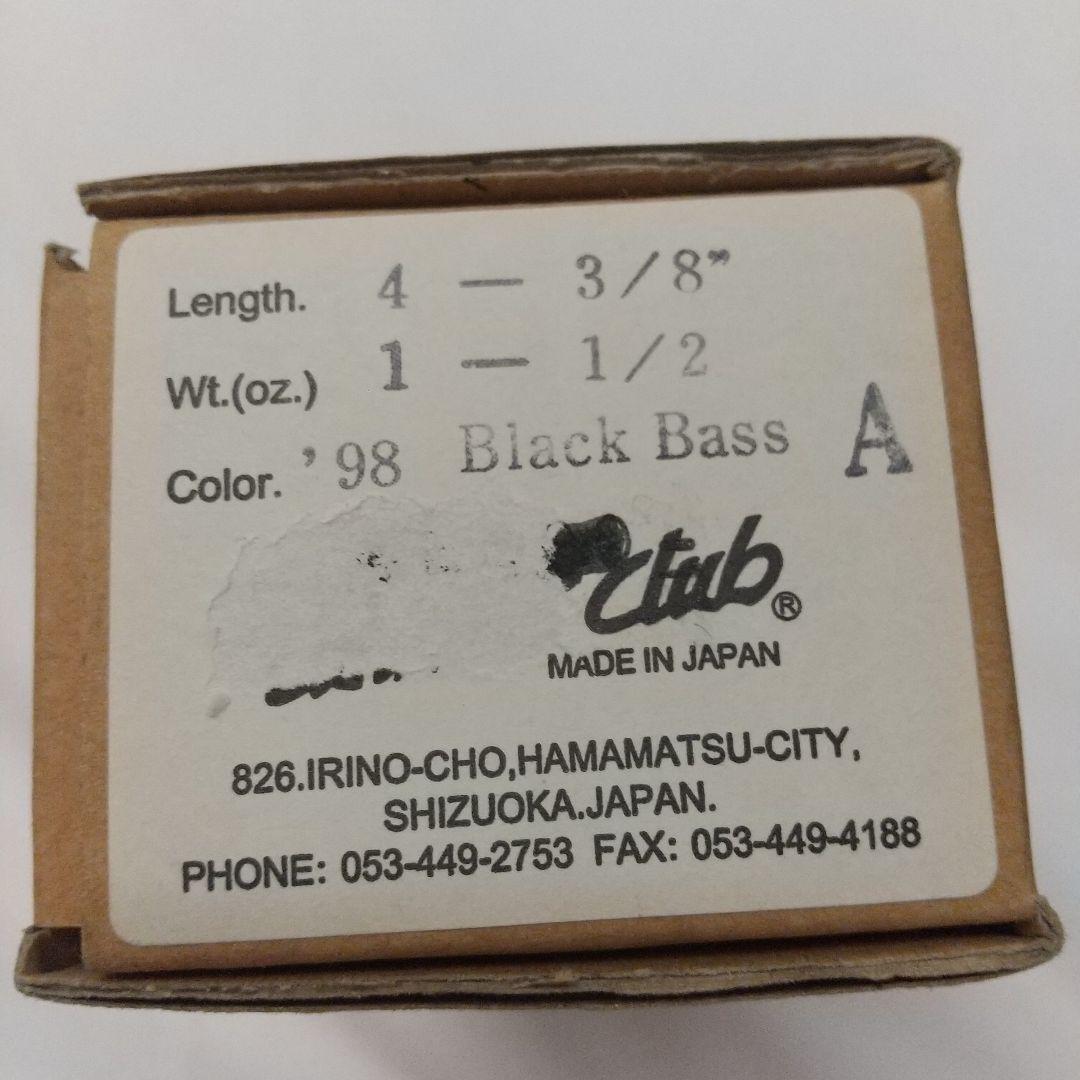 Length. 4 — 3/8”
Wt.(oz.) 1 — 1/2
Color. ’98 Black Bass A
Club ®
MADE IN JAPAN
826.IRINO-CHO,HAMAMATSU-CITY,
SHIZUOKA.JAPAN.
PHONE: 053-449-2753 FAX: 053-449-4188